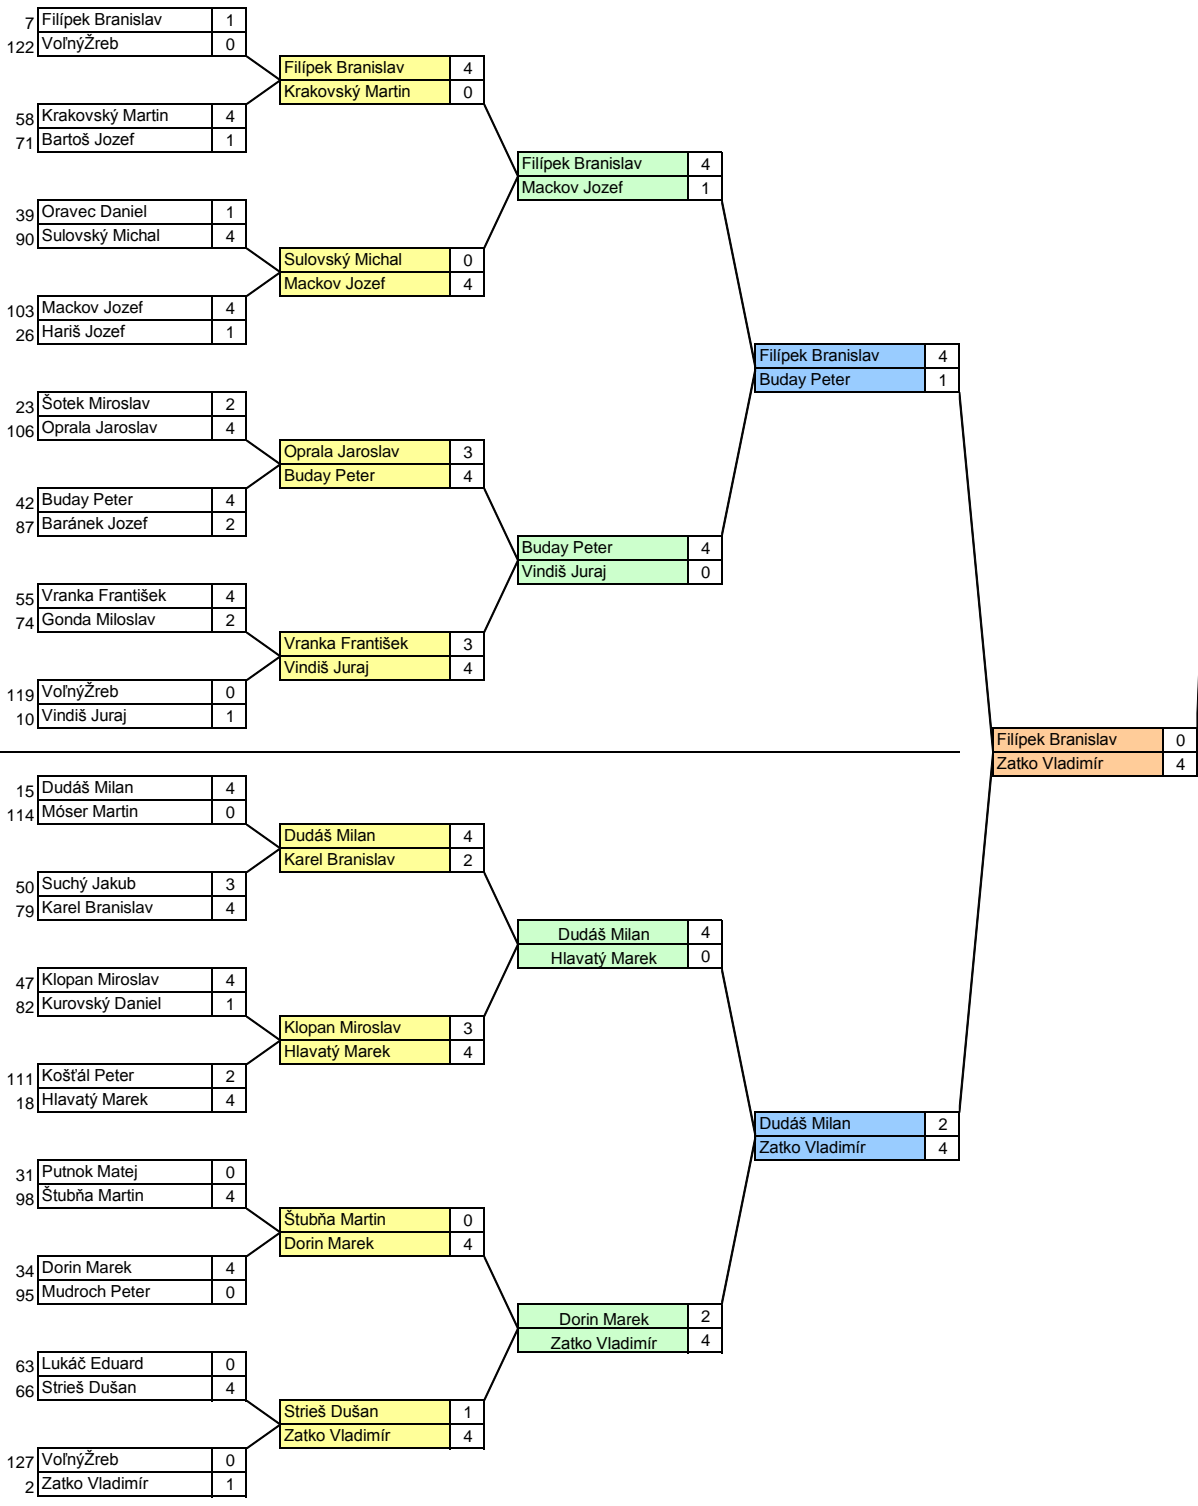 7 Filípek Branislav 1
122 VoľnýŽreb 0
Filípek Branislav 4
Krakovský Martin 0
58 Krakovský Martin 4
71 Bartoš Jozef 1
Filípek Branislav 4
Mackov Jozef 1
39 Oravec Daniel 1
90 Sulovský Michal 4
Sulovský Michal 0
Mackov Jozef 4
103 Mackov Jozef 4
26 Hariš Jozef 1
Filípek Branislav 4
Buday Peter 1
23 Šotek Miroslav 2
106 Oprala Jaroslav 4
Oprala Jaroslav 3
Buday Peter 4
42 Buday Peter 4
87 Baránek Jozef 2
Buday Peter 4
Vindiš Juraj 0
55 Vranka František 4
74 Gonda Miloslav 2
Vranka František 3
Vindiš Juraj 4
119 VoľnýŽreb 0
10 Vindiš Juraj 1
Filípek Branislav 0
Zatko Vladimír 4
15 Dudáš Milan 4
114 Móser Martin 0
Dudáš Milan 4
Karel Branislav 2
50 Suchý Jakub 3
79 Karel Branislav 4
Dudáš Milan 4
Hlavatý Marek 0
47 Klopan Miroslav 4
82 Kurovský Daniel 1
Klopan Miroslav 3
Hlavatý Marek 4
111 Košťál Peter 2
18 Hlavatý Marek 4
Dudáš Milan 2
Zatko Vladimír 4
31 Putnok Matej 0
98 Štubňa Martin 4
Štubňa Martin 0
Dorin Marek 4
34 Dorin Marek 4
95 Mudroch Peter 0
Dorin Marek 2
Zatko Vladimír 4
63 Lukáč Eduard 0
66 Strieš Dušan 4
Strieš Dušan 1
Zatko Vladimír 4
127 VoľnýŽreb 0
2 Zatko Vladimír 1